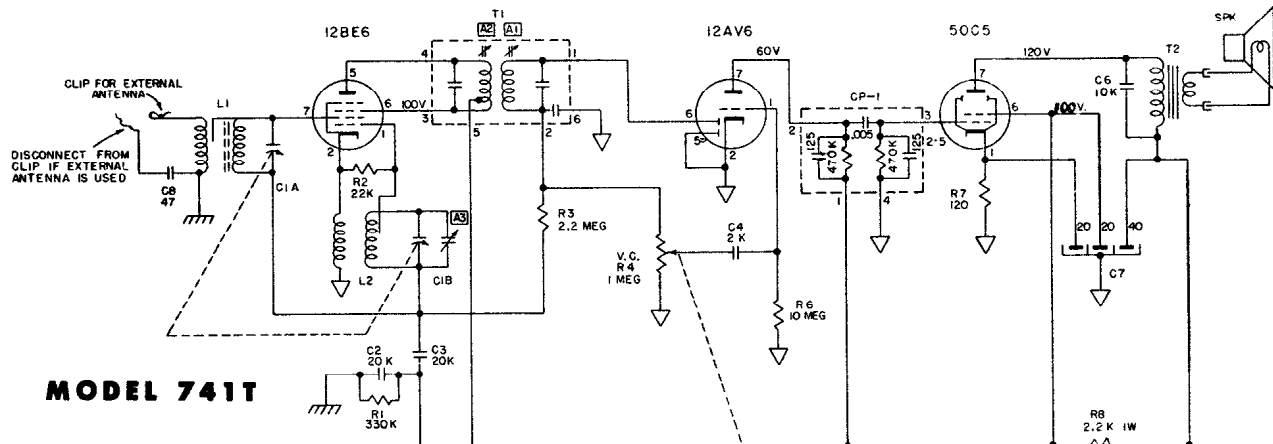 T1
SPK
12BE6
A2 A1
12AV6
50C5
4
1
60V
120V
T2
5
7
7
C6
10K
CLIP FOR EXTERNAL
ANTENNA
L1
7
6
100V
1
3
5
2
6
6
5
1
2
CP-1
.005
3
6
100V.
2.5
DISCONNECT FROM
CLIP IF EXTERNAL
ANTENNA IS USED
C8
47
C1A
2
R2
22K
2
125
470K
470K
125
1
R7
120
1
4
A3
R3
2.2 MEG
C4
2K
20
20
40
C7
L2
C1B
V.C.
R4
1 MEG
R6
10 MEG
C2
20K
C3
20K
MODEL 741T
R1
330K
R8
2.2K 1W